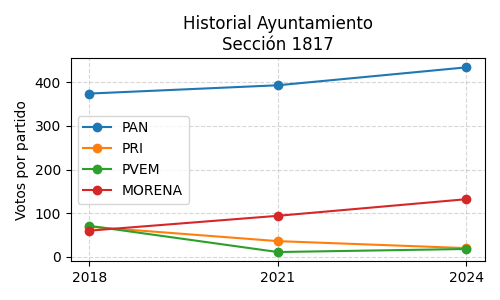 Historial Ayuntamiento
Sección 1817
Votos por partido
400
300
200
100
0
PAN
PRI
PVEM
MORENA
2018
2021
2024